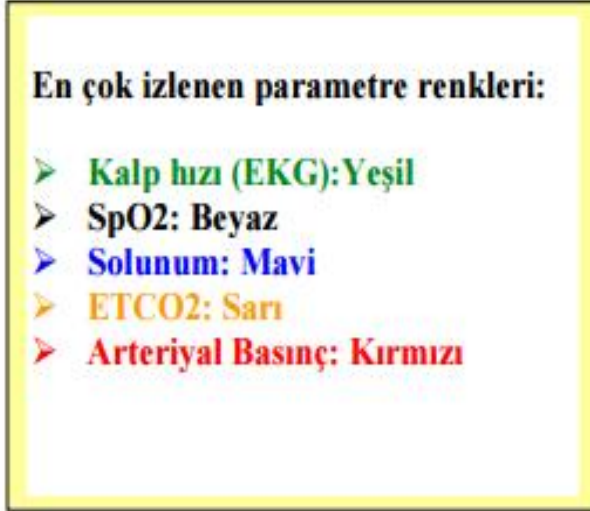 En çok izlenen parametre renkleri:
➢ Kalp hızı (EKG):Yeşil
➢ SpO2: Beyaz
➢ Solunum: Mavi
➢ ETCO2: Sarı
➢ Arteriyal Basınç: Kırmızı